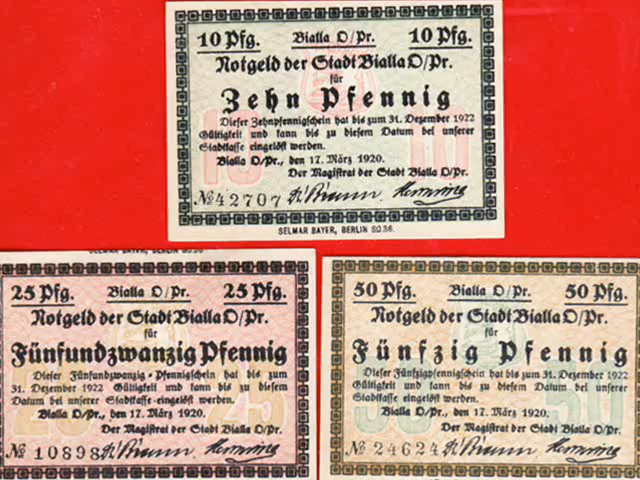 10 Pfg. Bialla O/Pr. 10 Pfg.
Notgeld der Stadt Bialla O/Pr.
für
Zehn Pfennig
Dieser Zehnpfennigschein hat bis zum 31. Dezember 1922
Gültigkeit und kann bis zu diesem Datum bei unserer
Stadtkasse eingelöst werden.
Bialla O/Pr., den 17. März 1920.
Der Magistrat der Stadt Bialla O/Pr.
№ 42707
SELMAR BAYER, BERLIN SO.36.
SELMAR BAYER, BERLIN SO.36.
25 Pfg. Bialla O/Pr. 25 Pfg.
Notgeld der Stadt Bialla O/Pr.
für
Fünfundzwanzig Pfennig
Dieser Fünfundzwanzig-Pfennigschein hat bis zum
31. Dezember 1922 Gültigkeit und kann bis zu diesem
Datum bei unserer Stadtkasse eingelöst werden.
Bialla O/Pr., den 17. März 1920.
Der Magistrat der Stadt Bialla O/Pr.
№ 10898
50 Pfg. Bialla O/Pr. 50 Pfg.
Notgeld der Stadt Bialla O/Pr.
für
Fünfzig Pfennig
Dieser Fünfzigpfennigschein hat bis zum 31. Dezember 1922
Gültigkeit und kann bis zu diesem Datum bei unserer
Stadtkasse eingelöst werden.
Bialla O/Pr., den 17. März 1920.
Der Magistrat der Stadt Bialla O/Pr.
№ 24624